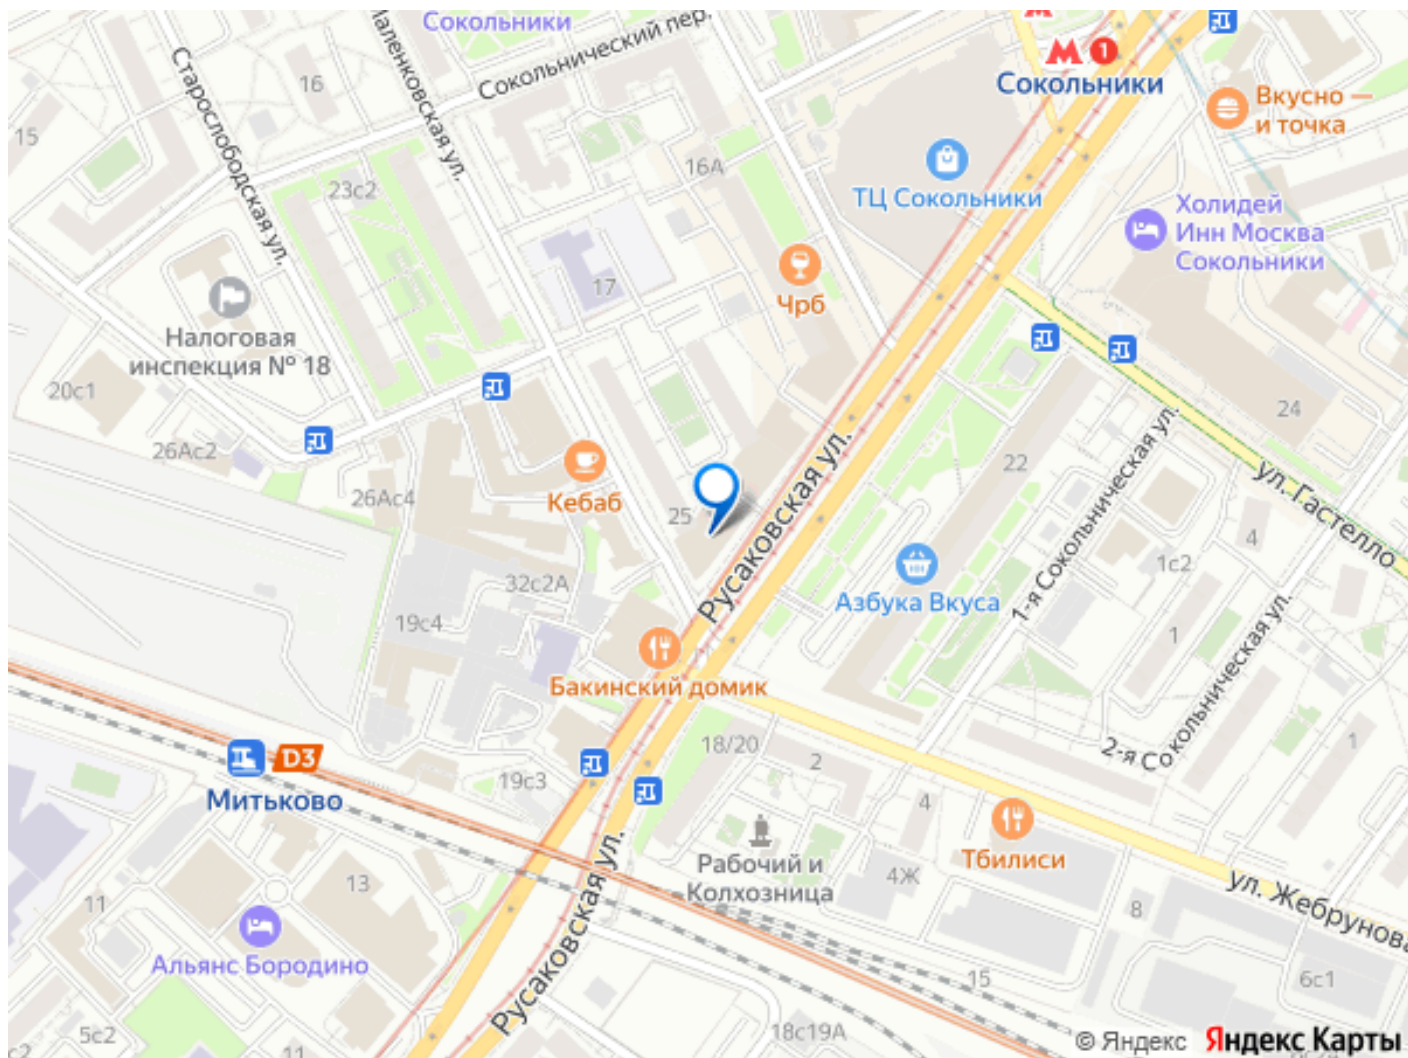 Сокольники
Маленковская ул.
Сокольнический пер.
Старослободская ул.
16
15
М 1
Сокольники
Вкусно —
и точка
23с2
16А
ТЦ Сокольники
Холидей
Инн Москва
Сокольники
17
Чрб
Налоговая
инспекция № 18
20с1
26Ас2
26Ас4
Кебаб
25
Русаковская ул.
22
24
1-я Сокольническая ул.
ул. Гастелло
4
1с2
1
Азбука Вкуса
32с2А
19с4
2-я Сокольническая ул.
1
Бакинский домик
18/20
2
D3
Митьково
19с3
4
Тбилиси
Рабочий и
Колхозница
4Ж
8
ул. Жебрунова
13
11
Альянс Бородино
Русаковская ул.
15
6с1
5с2
11
18с19А
© Яндекс Яндекс Карты